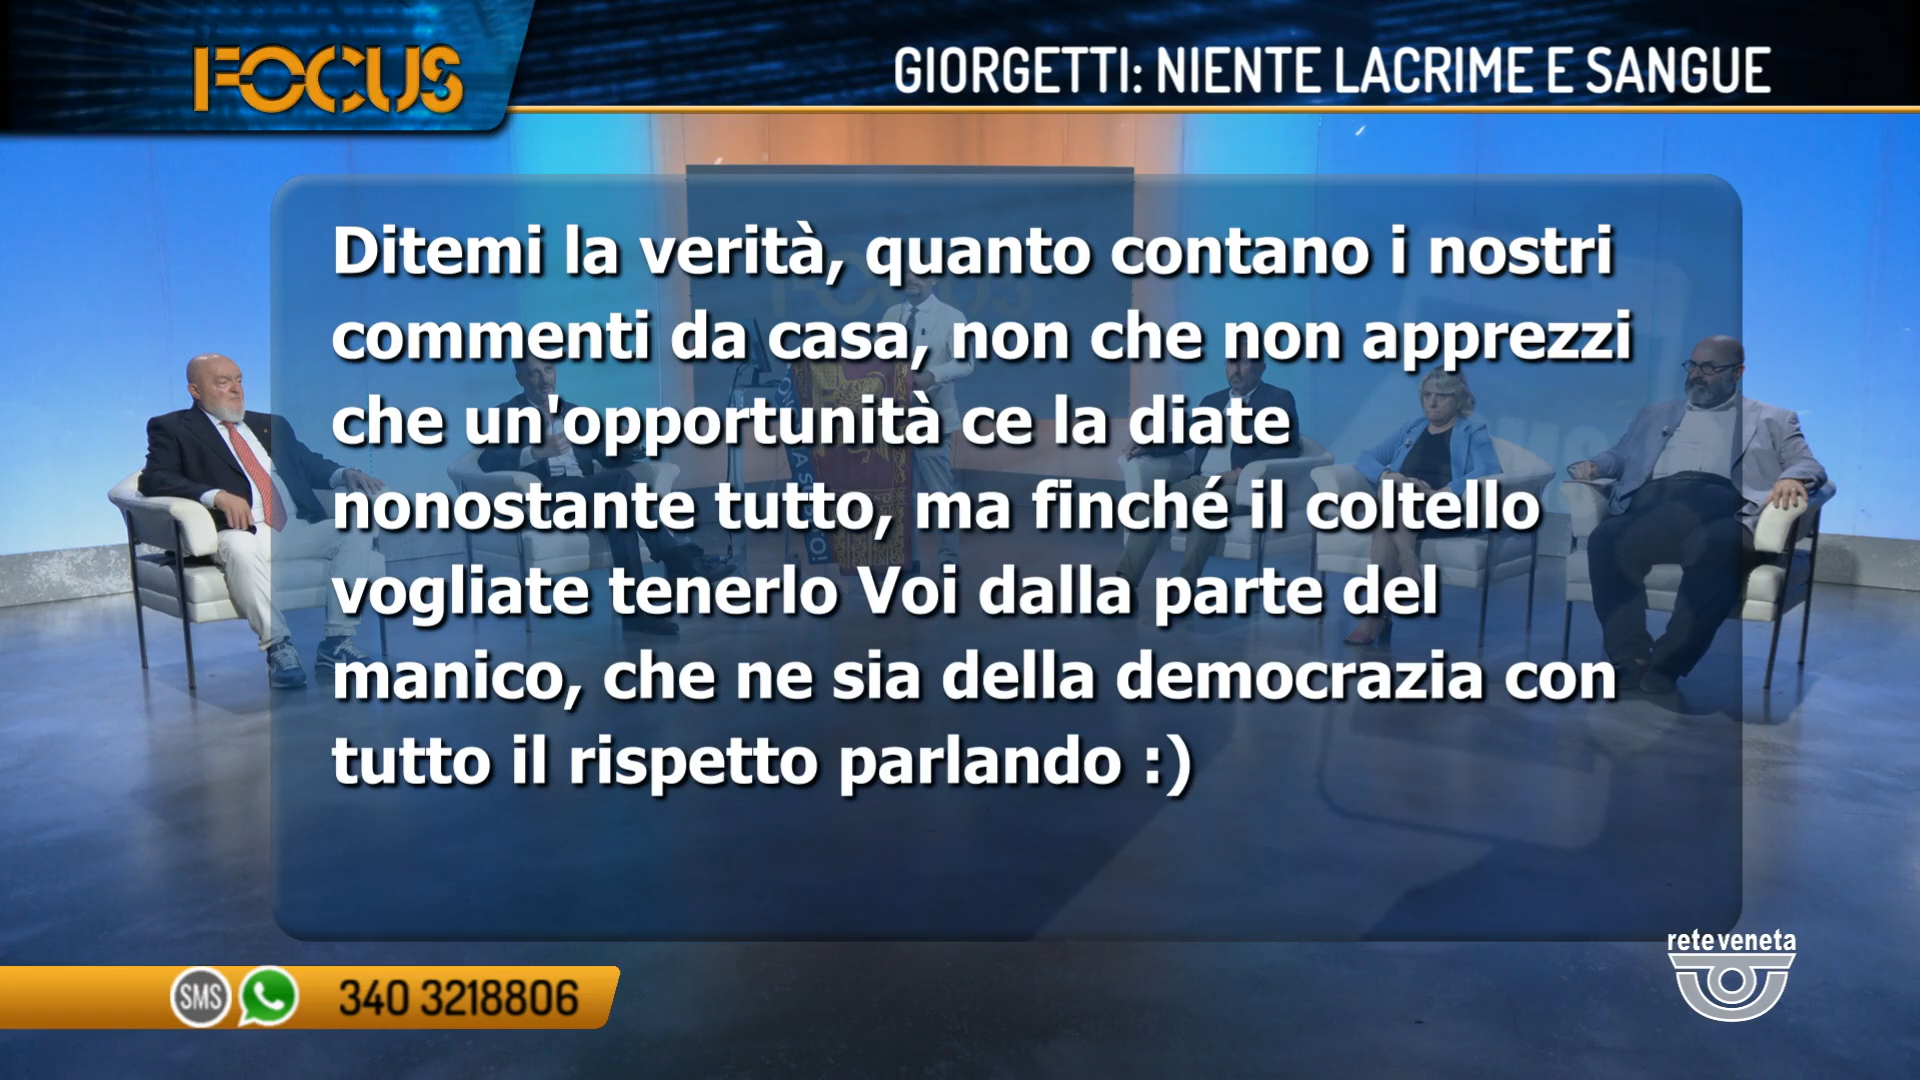 FOCUS
GIORGETTI: NIENTE LACRIME E SANGUE
Ditemi la verità, quanto contano i nostri
commenti da casa, non che non apprezzi
che un'opportunità ce la diate
nonostante tutto, ma finché il coltello
vogliate tenerlo Voi dalla parte del
manico, che ne sia della democrazia con
tutto il rispetto parlando :)
reteveneta
SMS
340 3218806